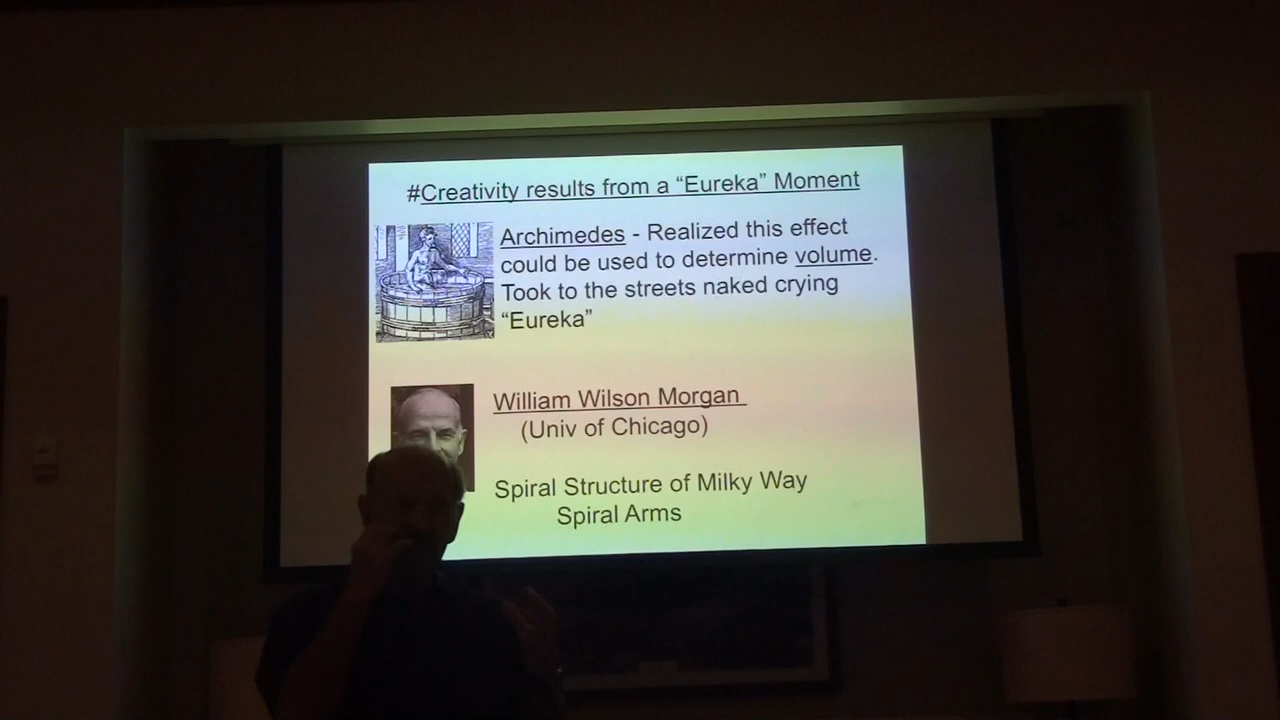 #Creativity results from a “Eureka” Moment
Archimedes - Realized this effect
could be used to determine volume.
Took to the streets naked crying
“Eureka”
William Wilson Morgan
(Univ of Chicago)
Spiral Structure of Milky Way
Spiral Arms